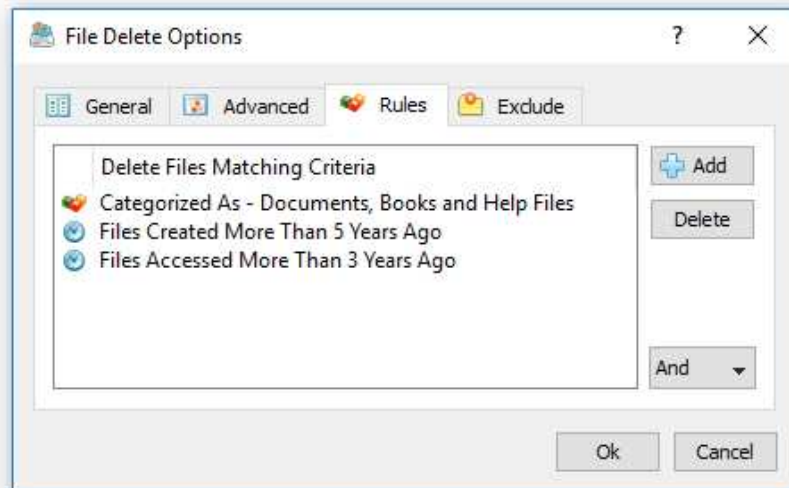 File Delete Options
?
General Advanced Rules Exclude
Delete Files Matching Criteria
Add
Categorized As - Documents, Books and Help Files
Delete
Files Created More Than 5 Years Ago
Files Accessed More Than 3 Years Ago
And
Ok Cancel